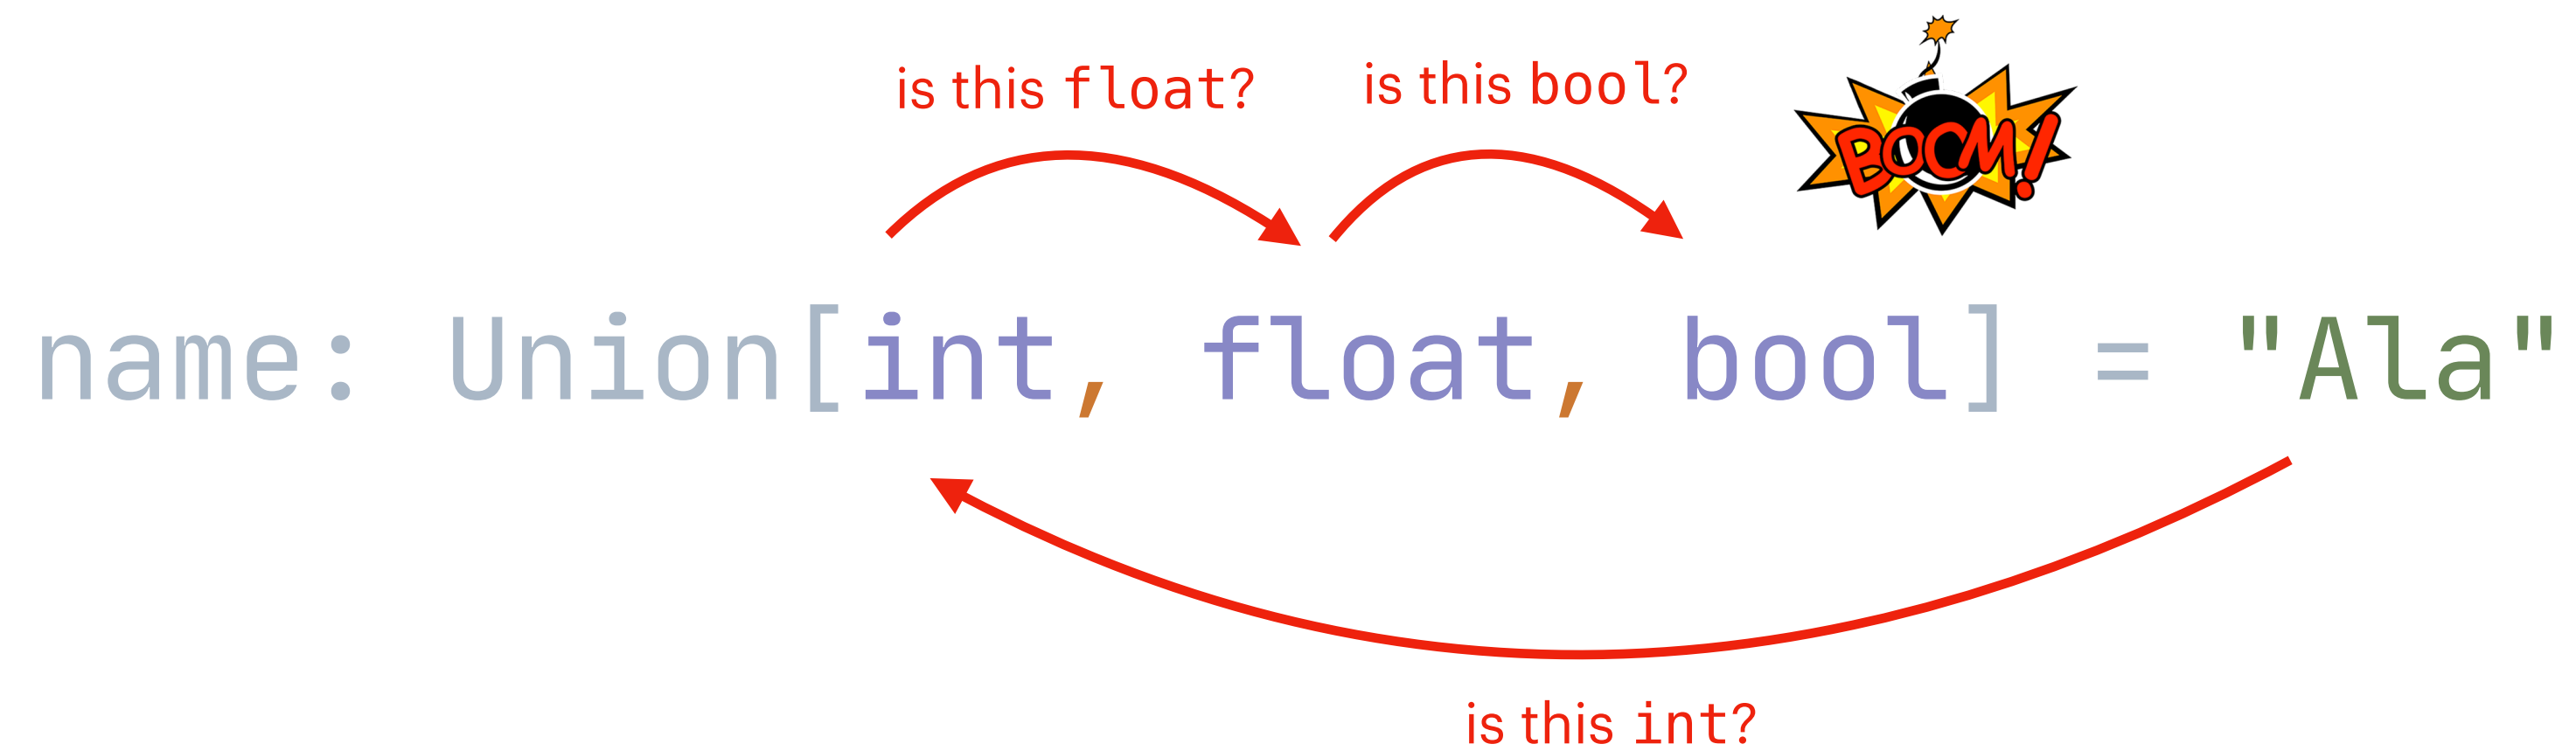 is this float?
is this bool?
BOOM!
name: Union[int, float, bool] = "Ala"
is this int?